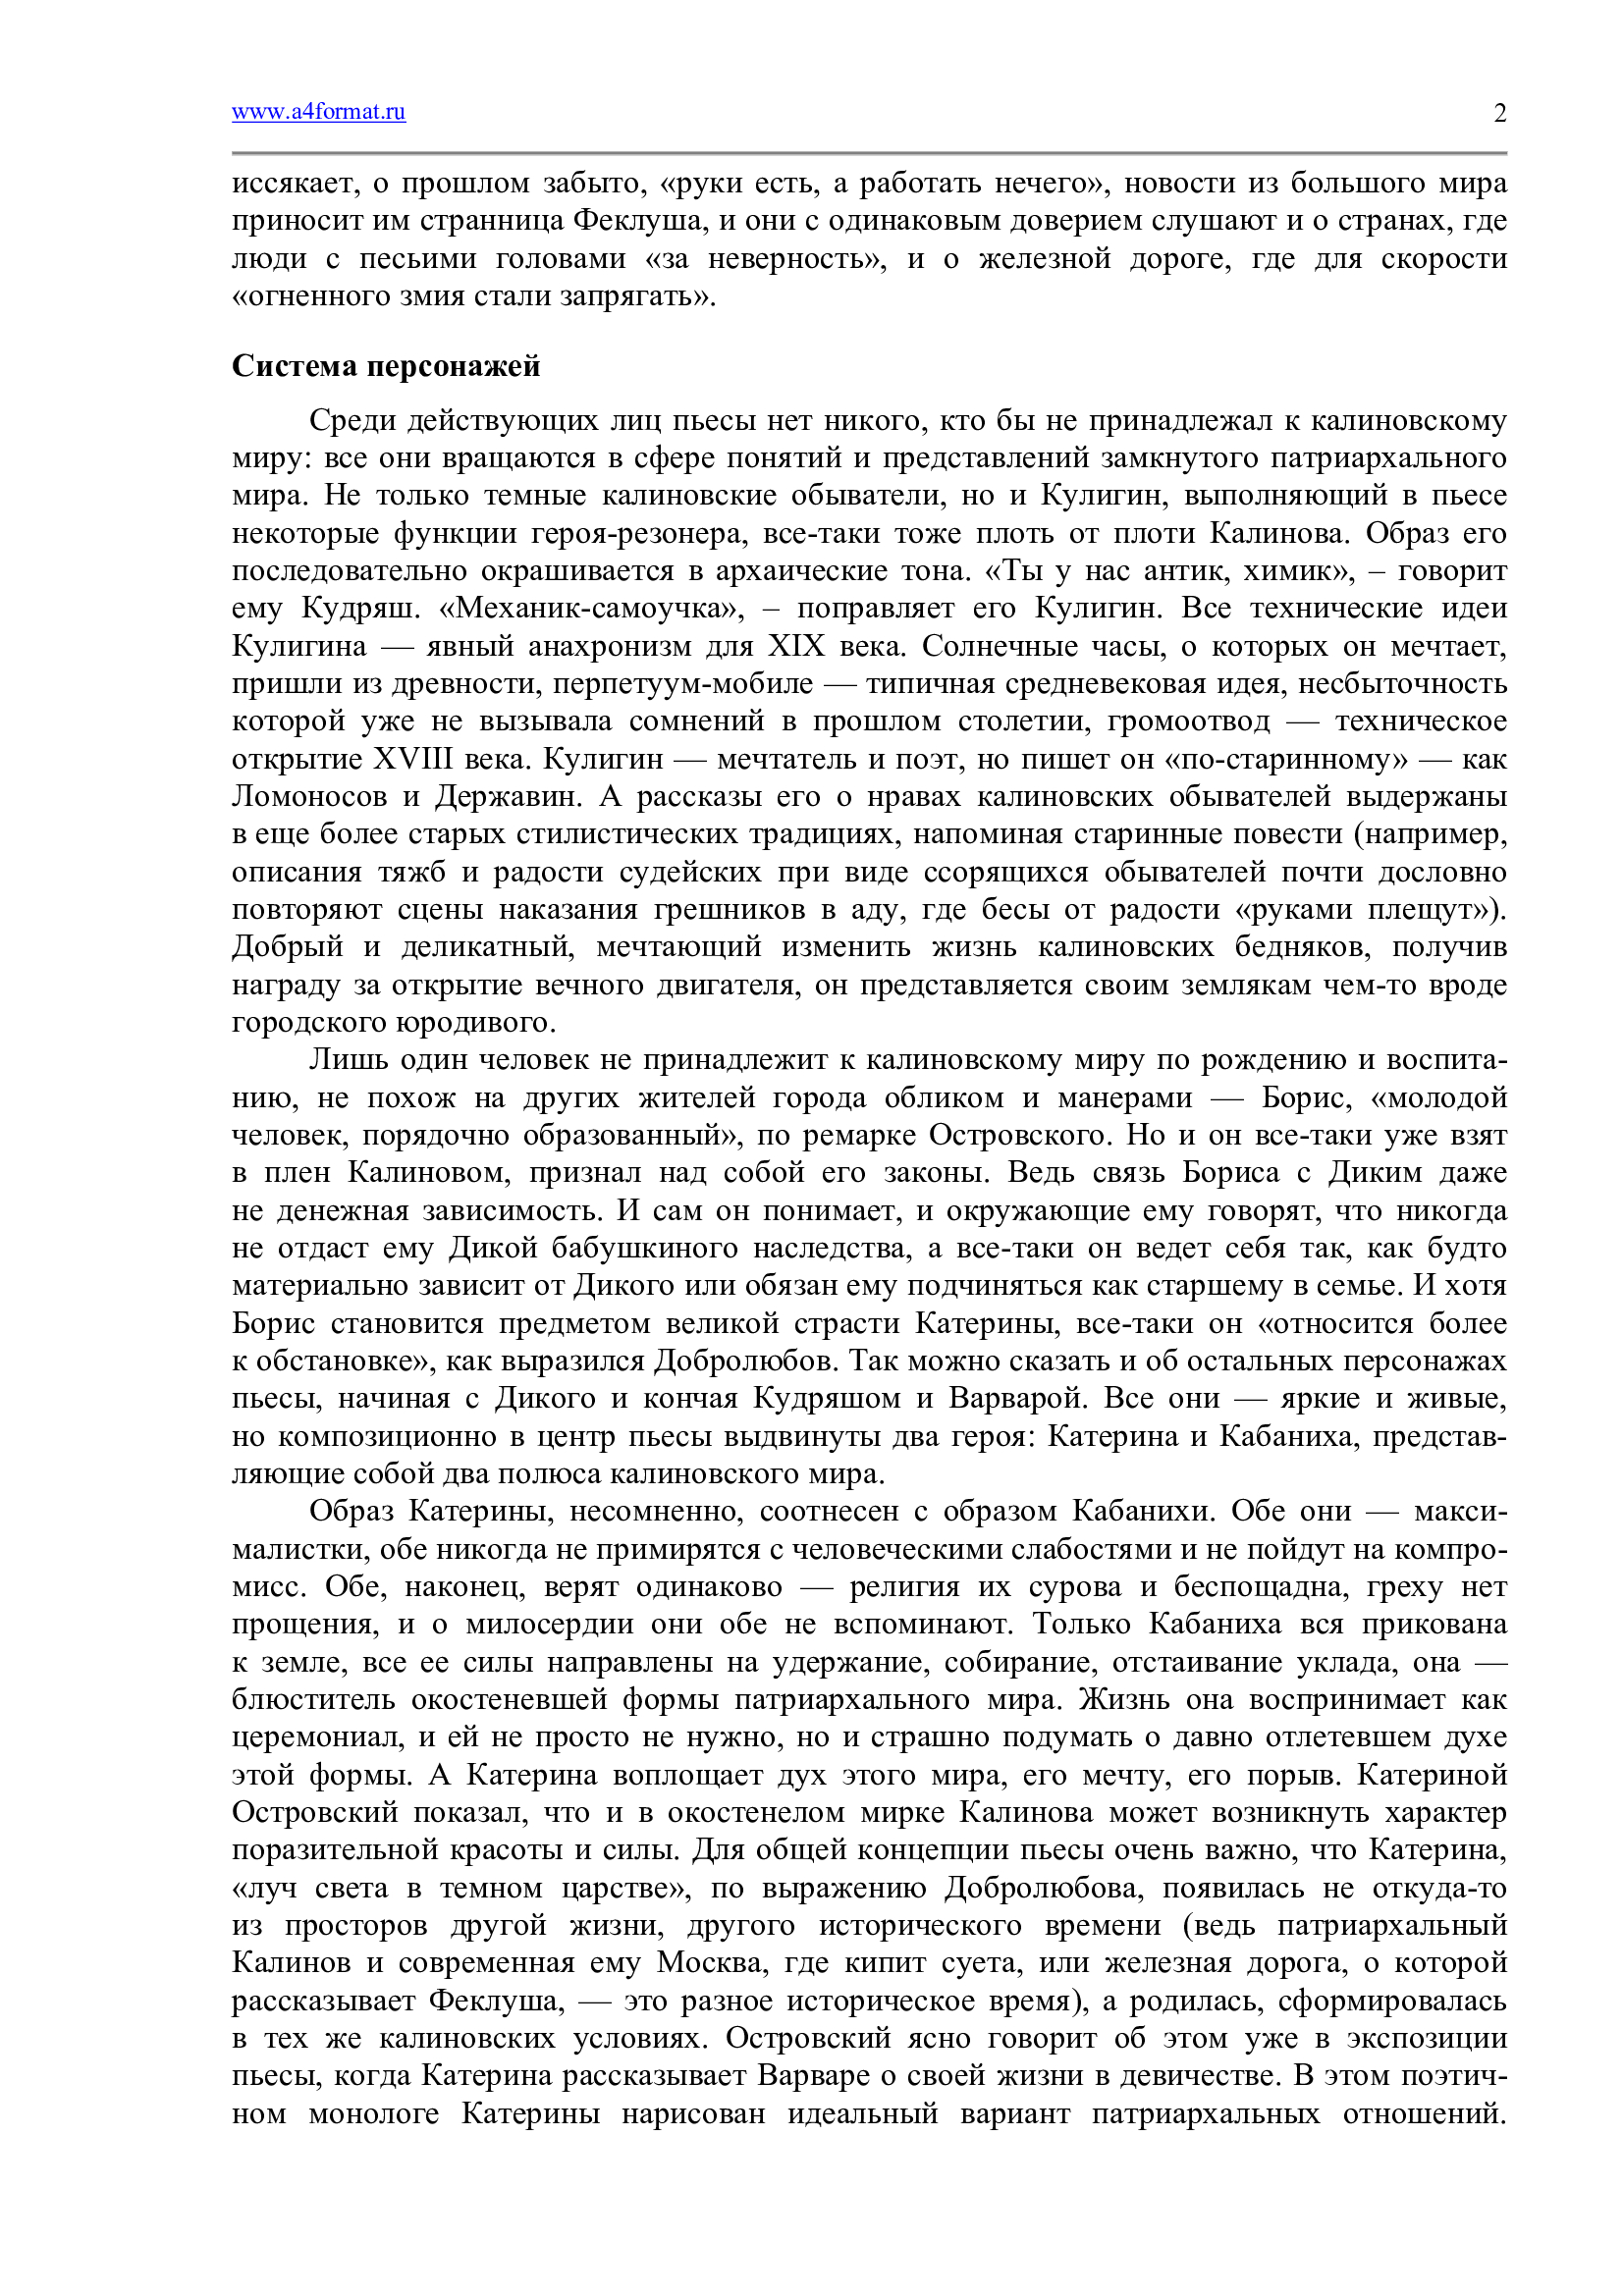 www.a4format.ru 2
иссякает, о прошлом забыто, «руки есть, а работать нечего», новости из большого мира
приносит им странница Феклуша, и они с одинаковым доверием слушают и о странах, где
люди с песьими головами «за неверность», и о железной дороге, где для скорости
«огненного змия стали запрягать».
Система персонажей
Среди действующих лиц пьесы нет никого, кто бы не принадлежал к калиновскому
миру: все они вращаются в сфере понятий и представлений замкнутого патриархального
мира. Не только темные калиновские обыватели, но и Кулигин, выполняющий в пьесе
некоторые функции героя-резонера, все-таки тоже плоть от плоти Калинова. Образ его
последовательно окрашивается в архаические тона. «Ты у нас антик, химик», – говорит
ему Кудряш. «Механик-самоучка», – поправляет его Кулигин. Все технические идеи
Кулигина — явный анахронизм для XIX века. Солнечные часы, о которых он мечтает,
пришли из древности, перпетуум-мобиле — типичная средневековая идея, несбыточность
которой уже не вызывала сомнений в прошлом столетии, громоотвод — техническое
открытие XVIII века. Кулигин — мечтатель и поэт, но пишет он «по-старинному» — как
Ломоносов и Державин. А рассказы его о нравах калиновских обывателей выдержаны
в еще более старых стилистических традициях, напоминая старинные повести (например,
описания тяжб и радости судейских при виде ссорящихся обывателей почти дословно
повторяют сцены наказания грешников в аду, где бесы от радости «руками плещут»).
Добрый и деликатный, мечтающий изменить жизнь калиновских бедняков, получив
награду за открытие вечного двигателя, он представляется своим землякам чем-то вроде
городского юродивого.
Лишь один человек не принадлежит к калиновскому миру по рождению и воспита-
нию, не похож на других жителей города обликом и манерами — Борис, «молодой
человек, порядочно образованный», по ремарке Островского. Но и он все-таки уже взят
в плен Калиновом, признал над собой его законы. Ведь связь Бориса с Диким даже
не денежная зависимость. И сам он понимает, и окружающие ему говорят, что никогда
не отдаст ему Дикой бабушкиного наследства, а все-таки он ведет себя так, как будто
материально зависит от Дикого или обязан ему подчиняться как старшему в семье. И хотя
Борис становится предметом великой страсти Катерины, все-таки он «относится более
к обстановке», как выразился Добролюбов. Так можно сказать и об остальных персонажах
пьесы, начиная с Дикого и кончая Кудряшом и Варварой. Все они — яркие и живые,
но композиционно в центр пьесы выдвинуты два героя: Катерина и Кабаниха, представ-
ляющие собой два полюса калиновского мира.
Образ Катерины, несомненно, соотнесен с образом Кабанихи. Обе они — макси-
малистки, обе никогда не примирятся с человеческими слабостями и не пойдут на компро-
мисс. Обе, наконец, верят одинаково — религия их сурова и беспощадна, греху нет
прощения, и о милосердии они обе не вспоминают. Только Кабаниха вся прикована
к земле, все ее силы направлены на удержание, собирание, отстаивание уклада, она —
блюститель окостеневшей формы патриархального мира. Жизнь она воспринимает как
церемониал, и ей не просто не нужно, но и страшно подумать о давно отлетевшем духе
этой формы. А Катерина воплощает дух этого мира, его мечту, его порыв. Катериной
Островский показал, что и в окостенелом мирке Калинова может возникнуть характер
поразительной красоты и силы. Для общей концепции пьесы очень важно, что Катерина,
«луч света в темном царстве», по выражению Добролюбова, появилась не откуда-то
из просторов другой жизни, другого исторического времени (ведь патриархальный
Калинов и современная ему Москва, где кипит суета, или железная дорога, о которой
рассказывает Феклуша, — это разное историческое время), а родилась, сформировалась
в тех же калиновских условиях. Островский ясно говорит об этом уже в экспозиции
пьесы, когда Катерина рассказывает Варваре о своей жизни в девичестве. В этом поэтич-
ном монологе Катерины нарисован идеальный вариант патриархальных отношений.